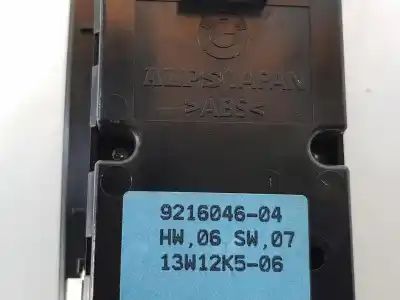 ALPS JAPAN
>ABS<
9216046-04
HW,06 SW,07
13W12K5-06